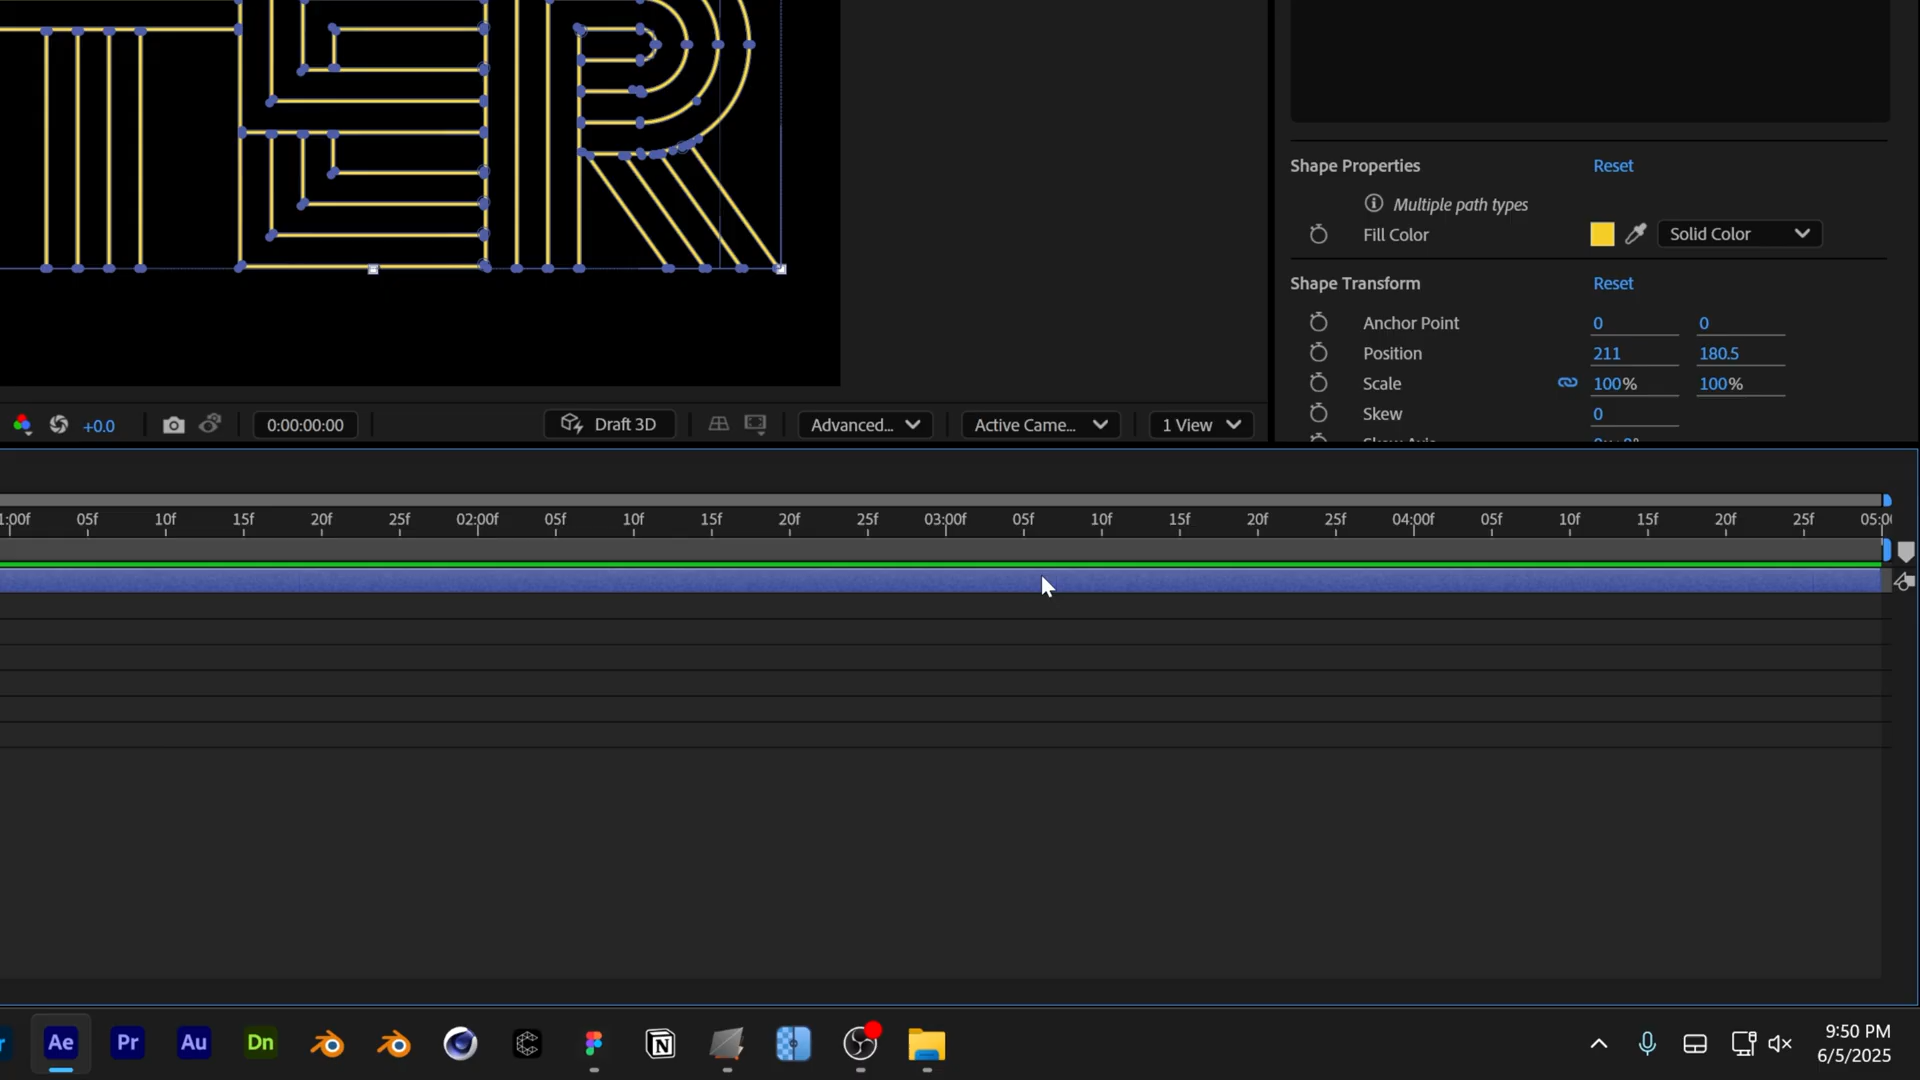 TER
Shape Properties Reset
Multiple path types
Fill Color Solid Color
Shape Transform Reset
Anchor Point 0 0
Position 211 180.5
Scale 100% 100%
Skew 0
+0.0 0:00:00:00 Draft 3D Advanced... Active Came... 1 View
1:00f 05f 10f 15f 20f 25f 02:00f 05f 10f 15f 20f 25f 03:00f 05f 10f 15f 20f 25f 04:00f 05f 10f 15f 20f 25f 05:00
Ae Pr Au Dn N 9:50 PM
6/5/2025